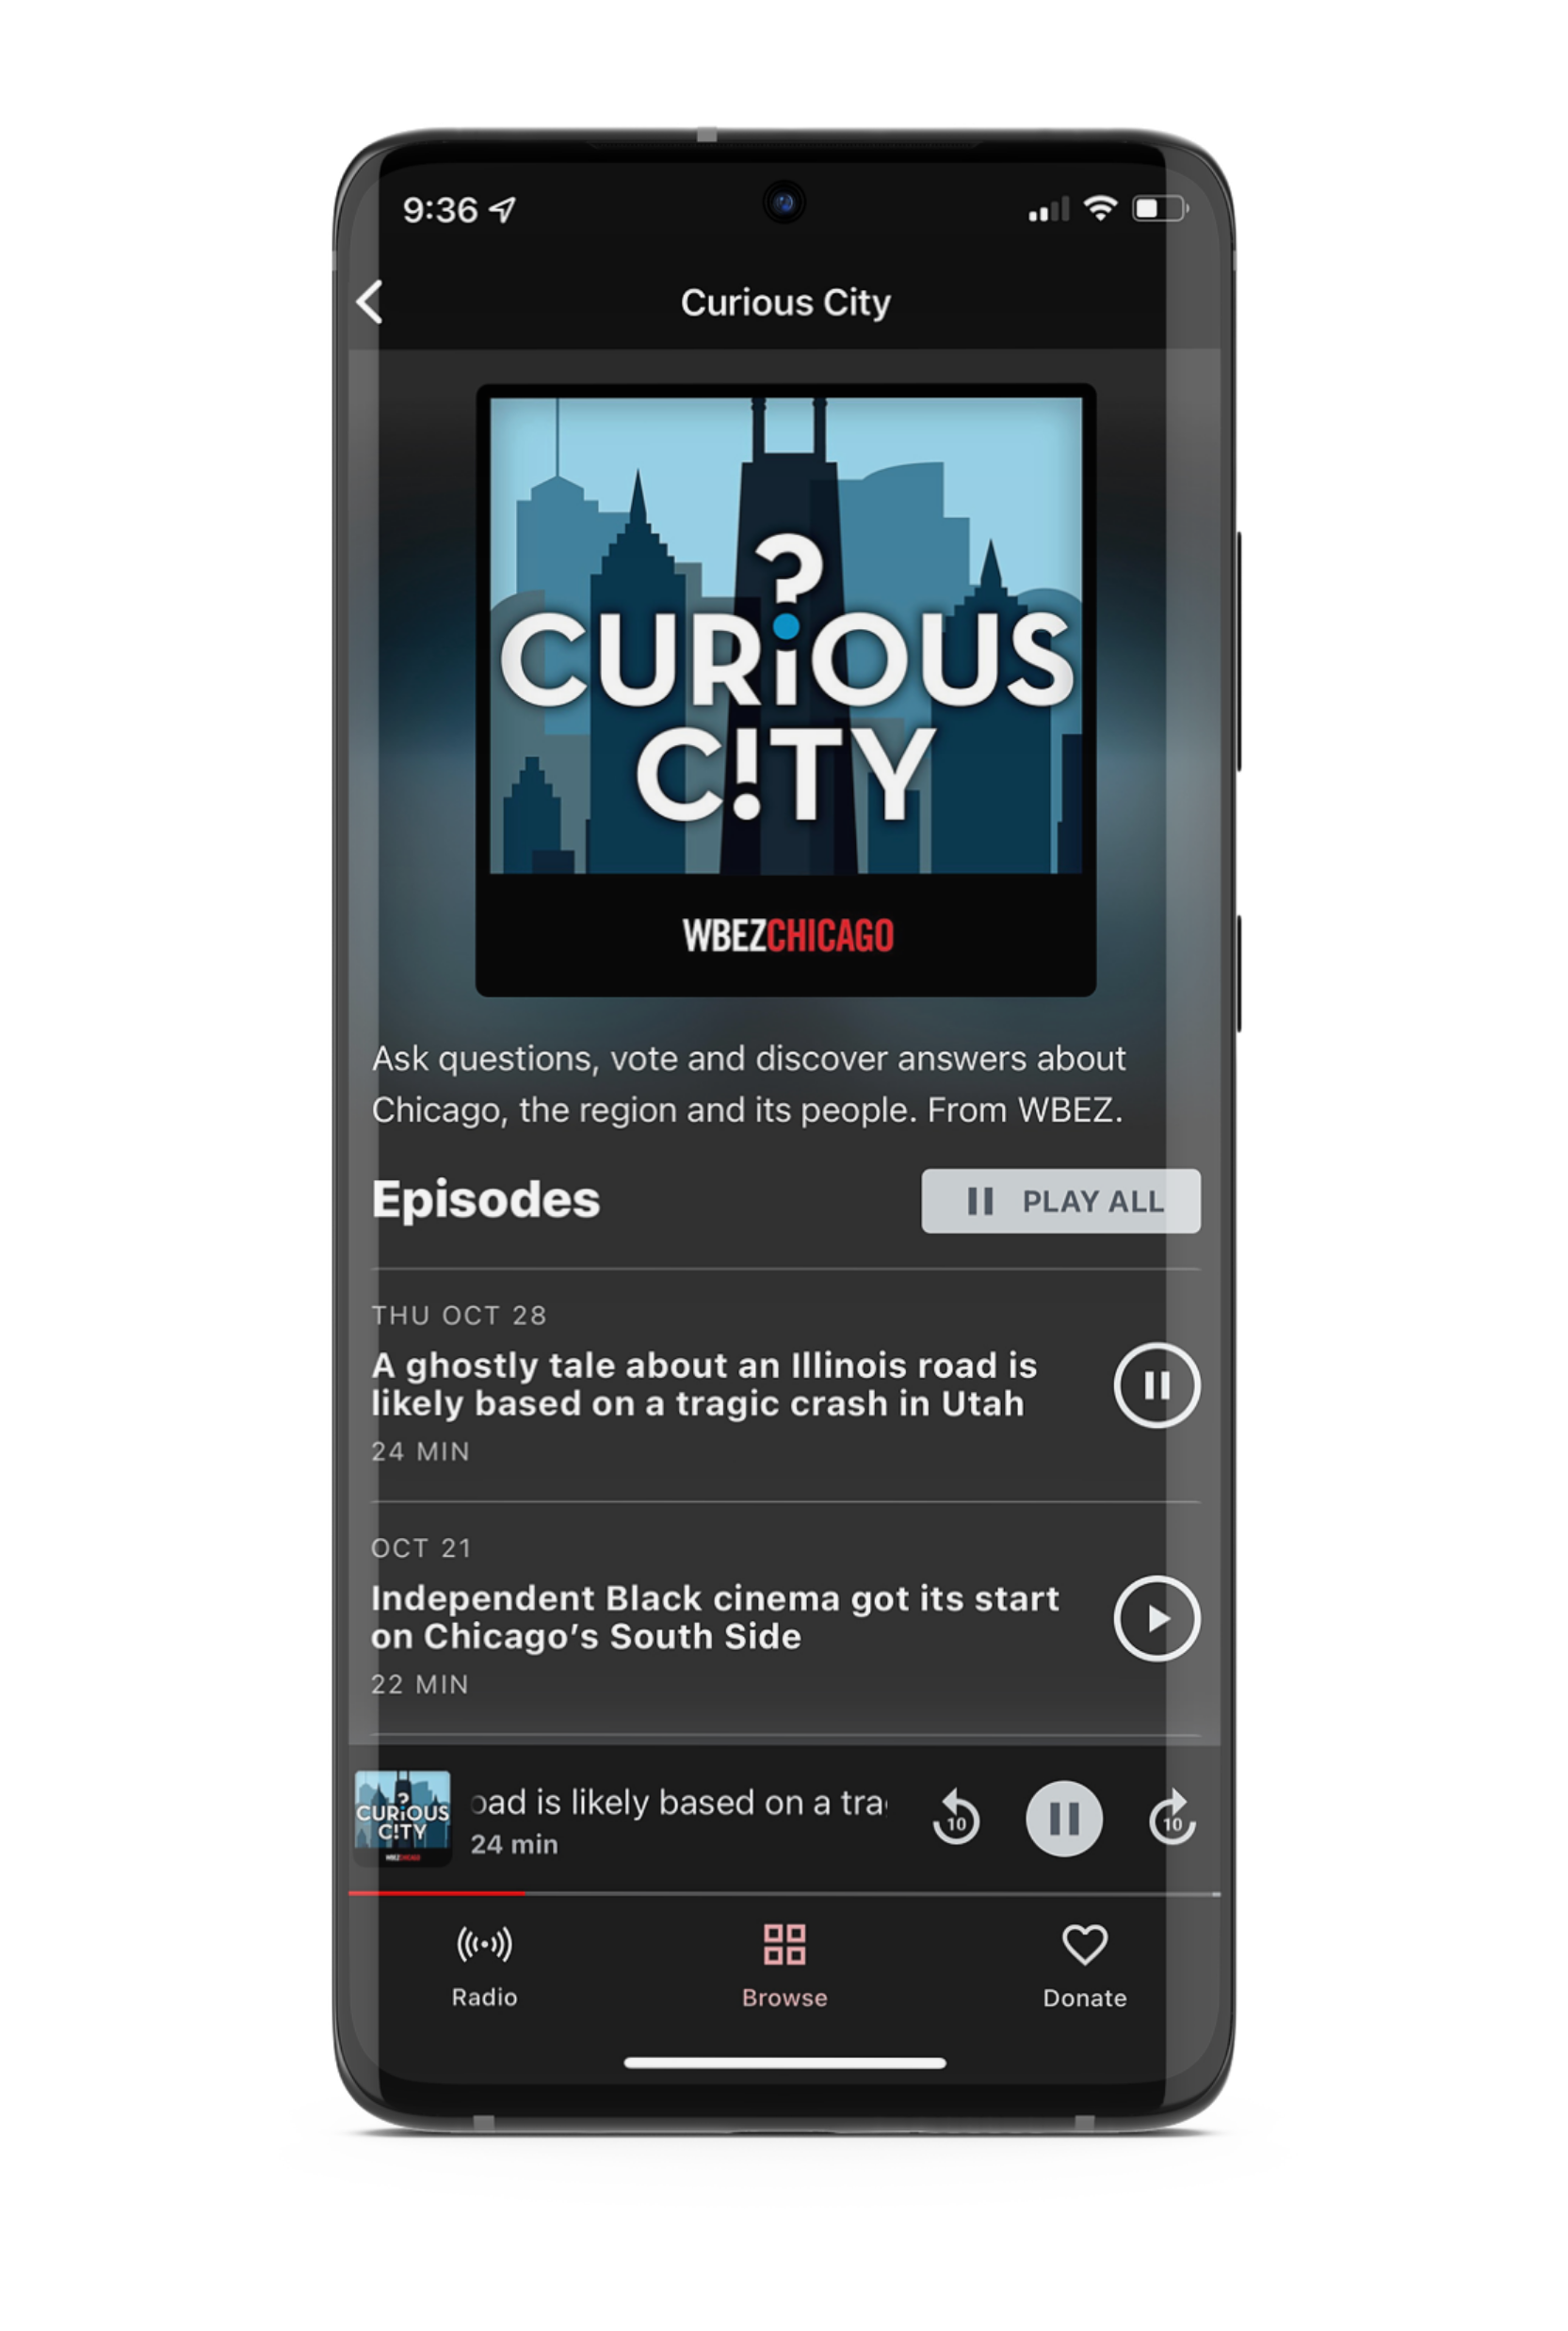 9:36
Curious City
?
CURiOUS
C!TY
WBEZCHICAGO
Ask questions, vote and discover answers about
Chicago, the region and its people. From WBEZ.
Episodes
PLAY ALL
THU OCT 28
A ghostly tale about an Illinois road is
likely based on a tragic crash in Utah
24 MIN
OCT 21
Independent Black cinema got its start
on Chicago’s South Side
22 MIN
?
CURiOUS
C!TY
WBEZCHICAGO
oad is likely based on a tra
24 min
10
10
Radio
Browse
Donate